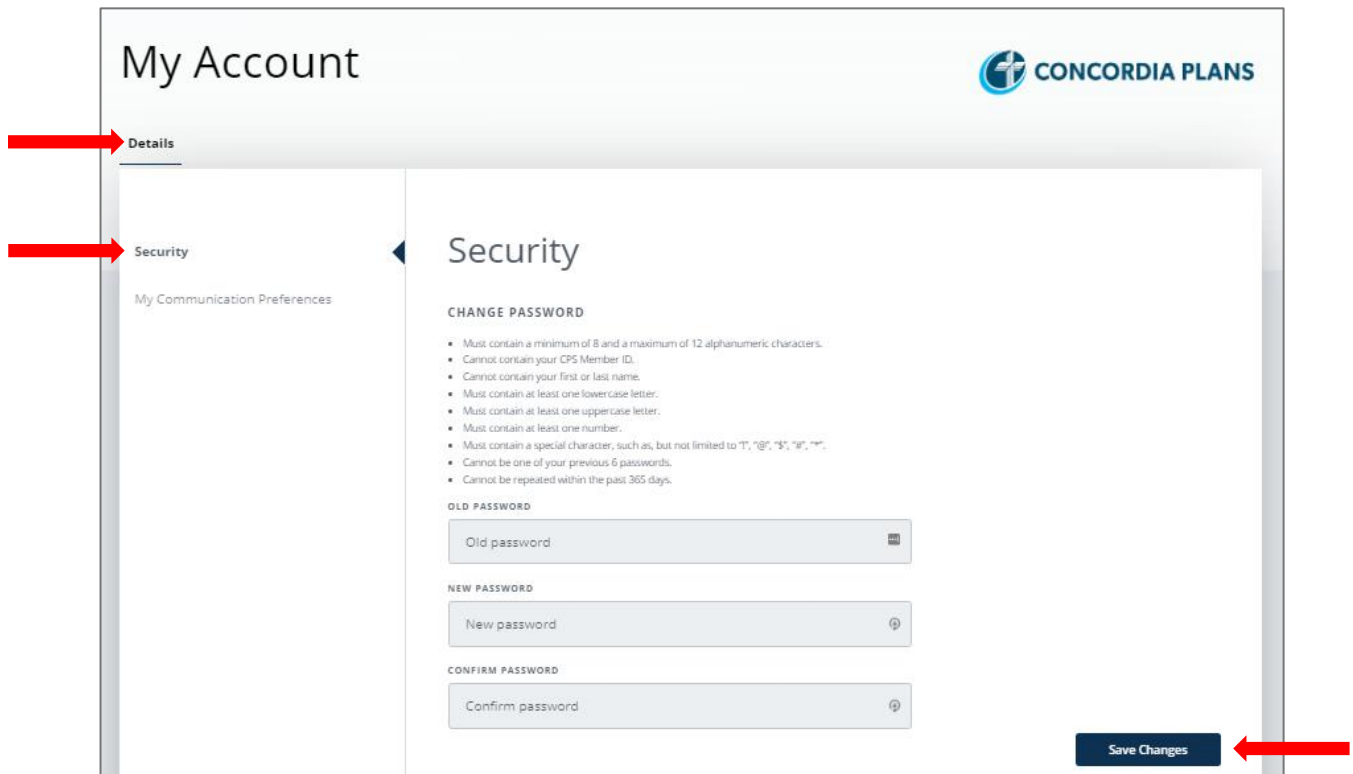 My Account
CONCORDIA PLANS
Details
Security
My Communication Preferences
Security
CHANGE PASSWORD
• Must contain a minimum of 8 and a maximum of 12 alphanumeric characters.
• Cannot contain your CPS Member ID.
• Cannot contain your first or last name.
• Must contain at least one lowercase letter.
• Must contain at least one uppercase letter.
• Must contain at least one number.
• Must contain a special character, such as, but not limited to "!", "@", "$", "#", "*".
• Cannot be one of your previous 6 passwords.
• Cannot be repeated within the past 365 days.
OLD PASSWORD
Old password
NEW PASSWORD
New password
CONFIRM PASSWORD
Confirm password
Save Changes